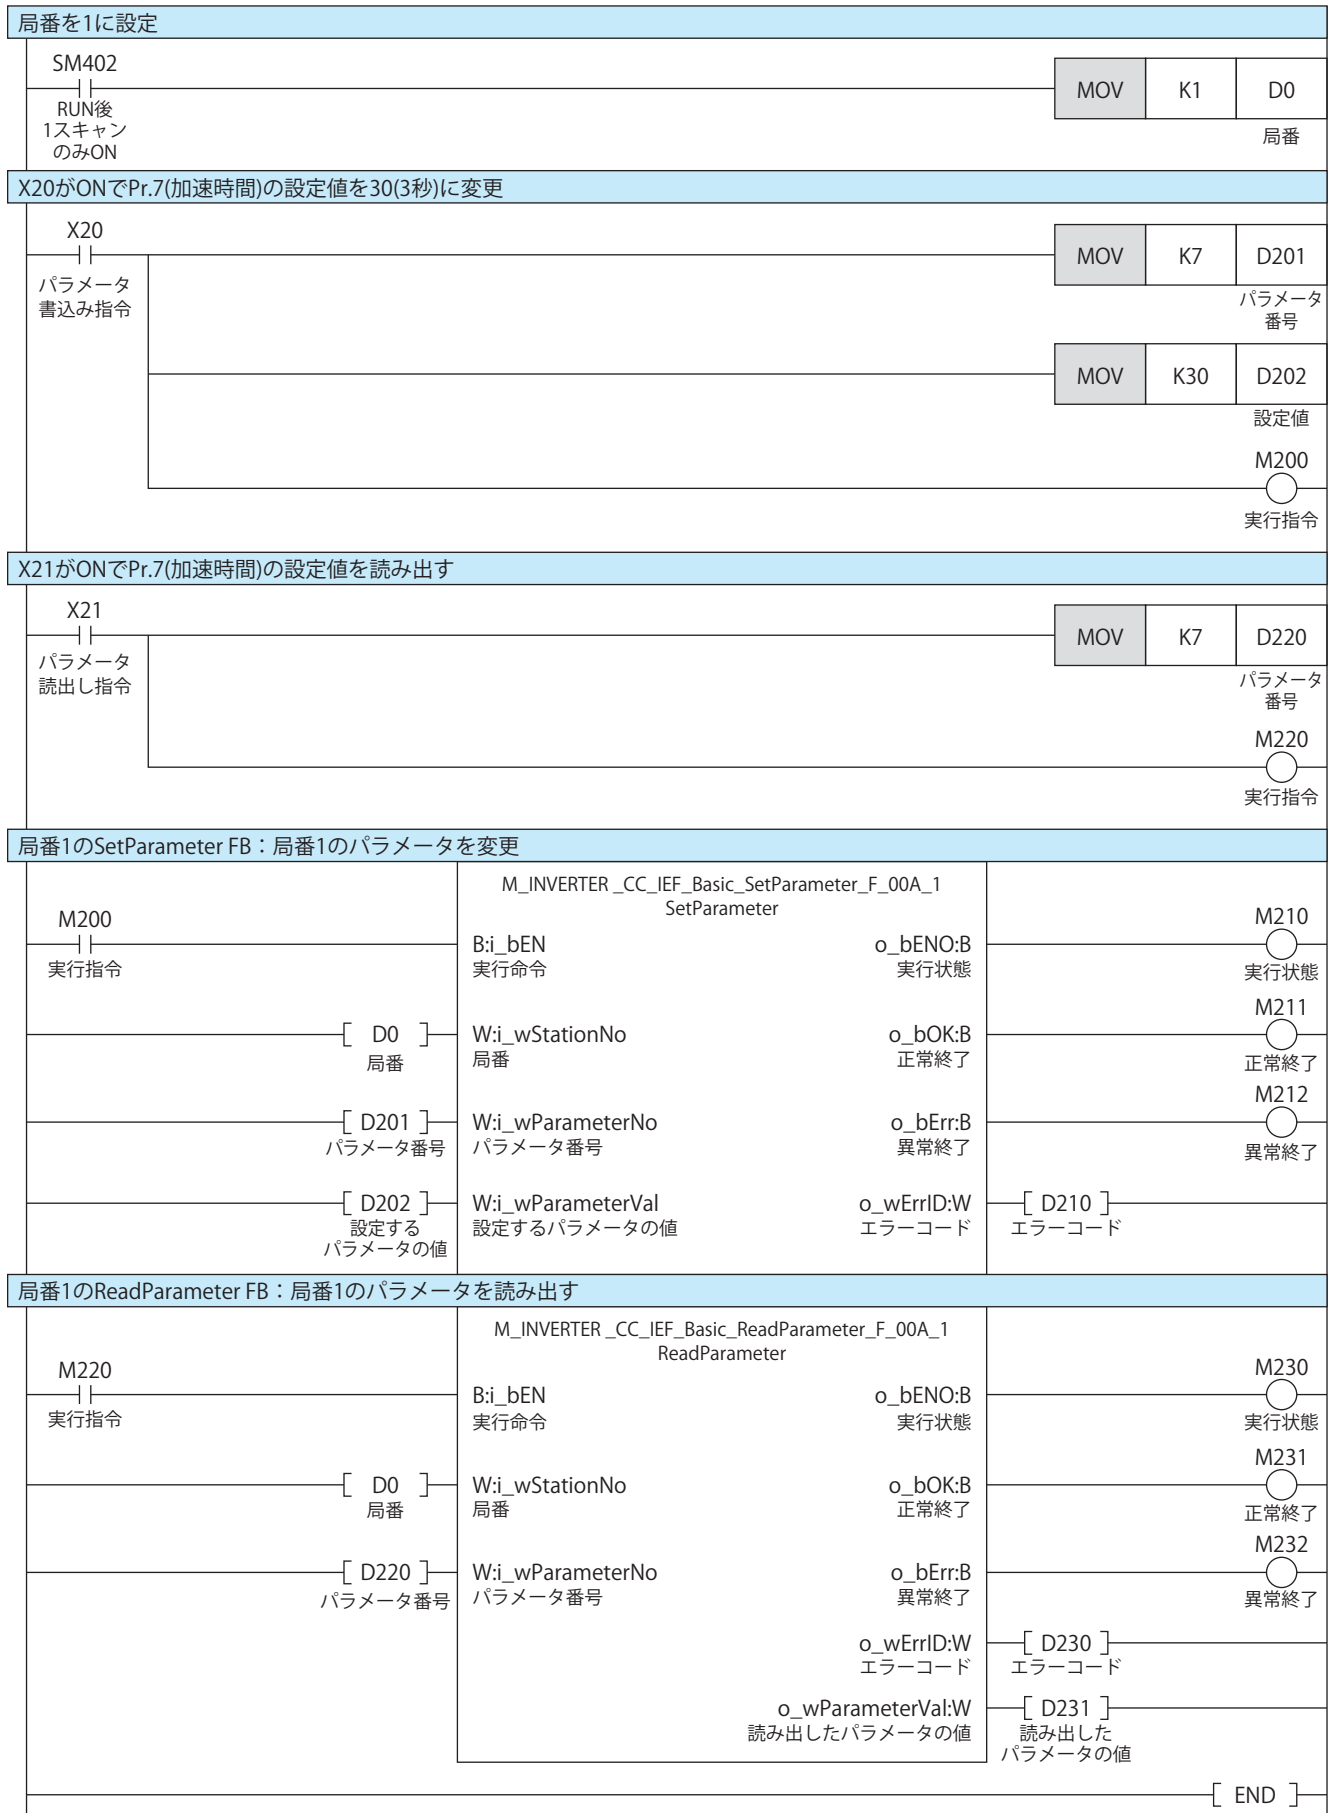 局番を1に設定
SM402
RUN後
1スキャン
のみON
MOV K1 D0
局番
X20がONでPr.7(加速時間)の設定値を30(3秒)に変更
X20
パラメータ
書込み指令
MOV K7 D201
パラメータ
番号
MOV K30 D202
設定値
M200
実行指令
X21がONでPr.7(加速時間)の設定値を読み出す
X21
パラメータ
読出し指令
MOV K7 D220
パラメータ
番号
M220
実行指令
局番1のSetParameter FB：局番1のパラメータを変更
M_INVERTER _CC_IEF_Basic_SetParameter_F_00A_1
SetParameter
M200
実行指令
B:i_bEN
実行命令
o_bENO:B
実行状態
M210
実行状態
D0
局番
W:i_wStationNo
局番
o_bOK:B
正常終了
M211
正常終了
D201
パラメータ番号
W:i_wParameterNo
パラメータ番号
o_bErr:B
異常終了
M212
異常終了
D202
設定する
パラメータの値
W:i_wParameterVal
設定するパラメータの値
o_wErrID:W
エラーコード
D210
エラーコード
局番1のReadParameter FB：局番1のパラメータを読み出す
M_INVERTER _CC_IEF_Basic_ReadParameter_F_00A_1
ReadParameter
M220
実行指令
B:i_bEN
実行命令
o_bENO:B
実行状態
M230
実行状態
D0
局番
W:i_wStationNo
局番
o_bOK:B
正常終了
M231
正常終了
D220
パラメータ番号
W:i_wParameterNo
パラメータ番号
o_bErr:B
異常終了
M232
異常終了
o_wErrID:W
エラーコード
D230
エラーコード
o_wParameterVal:W
読み出したパラメータの値
D231
読み出した
パラメータの値
END